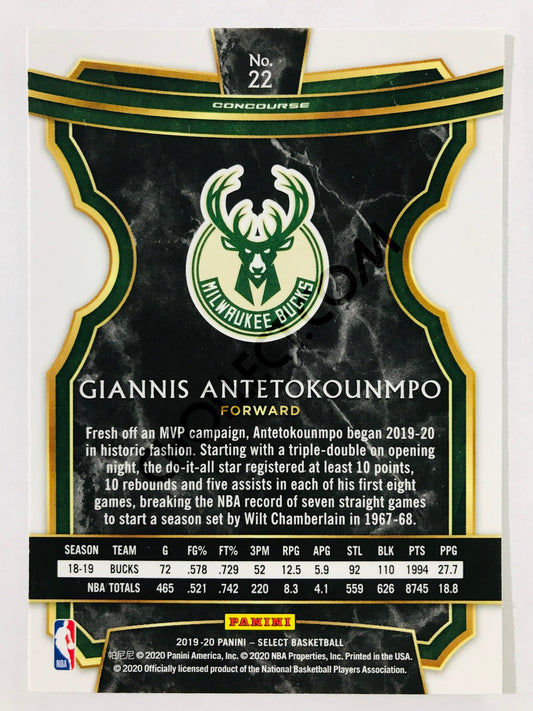 No.
22
CONCOURSE
MILWAUKEE BUCKS
GIANNIS ANTETOKOUNMPO
FORWARD
Fresh off an MVP campaign, Antetokounmpo began 2019-20
in historic fashion. Starting with a triple-double on opening
night, the do-it-all star registered at least 10 points,
10 rebounds and five assists in each of his first eight
games, breaking the NBA record of seven straight games
to start a season set by Wilt Chamberlain in 1967-68.
SEASON TEAM G FG% FT% 3PM RPG APG STL BLK PTS PPG
18-19 BUCKS 72 .578 .729 52 12.5 5.9 92 110 1994 27.7
NBA TOTALS 465 .521 .742 220 8.3 4.1 559 626 8745 18.8
PANINI
2019-20 PANINI – SELECT BASKETBALL
NBA
帕尼尼 © 2020 Panini America, Inc. © 2020 NBA Properties, Inc. Printed in the USA.
© 2020 Officially licensed product of the National Basketball Players Association.